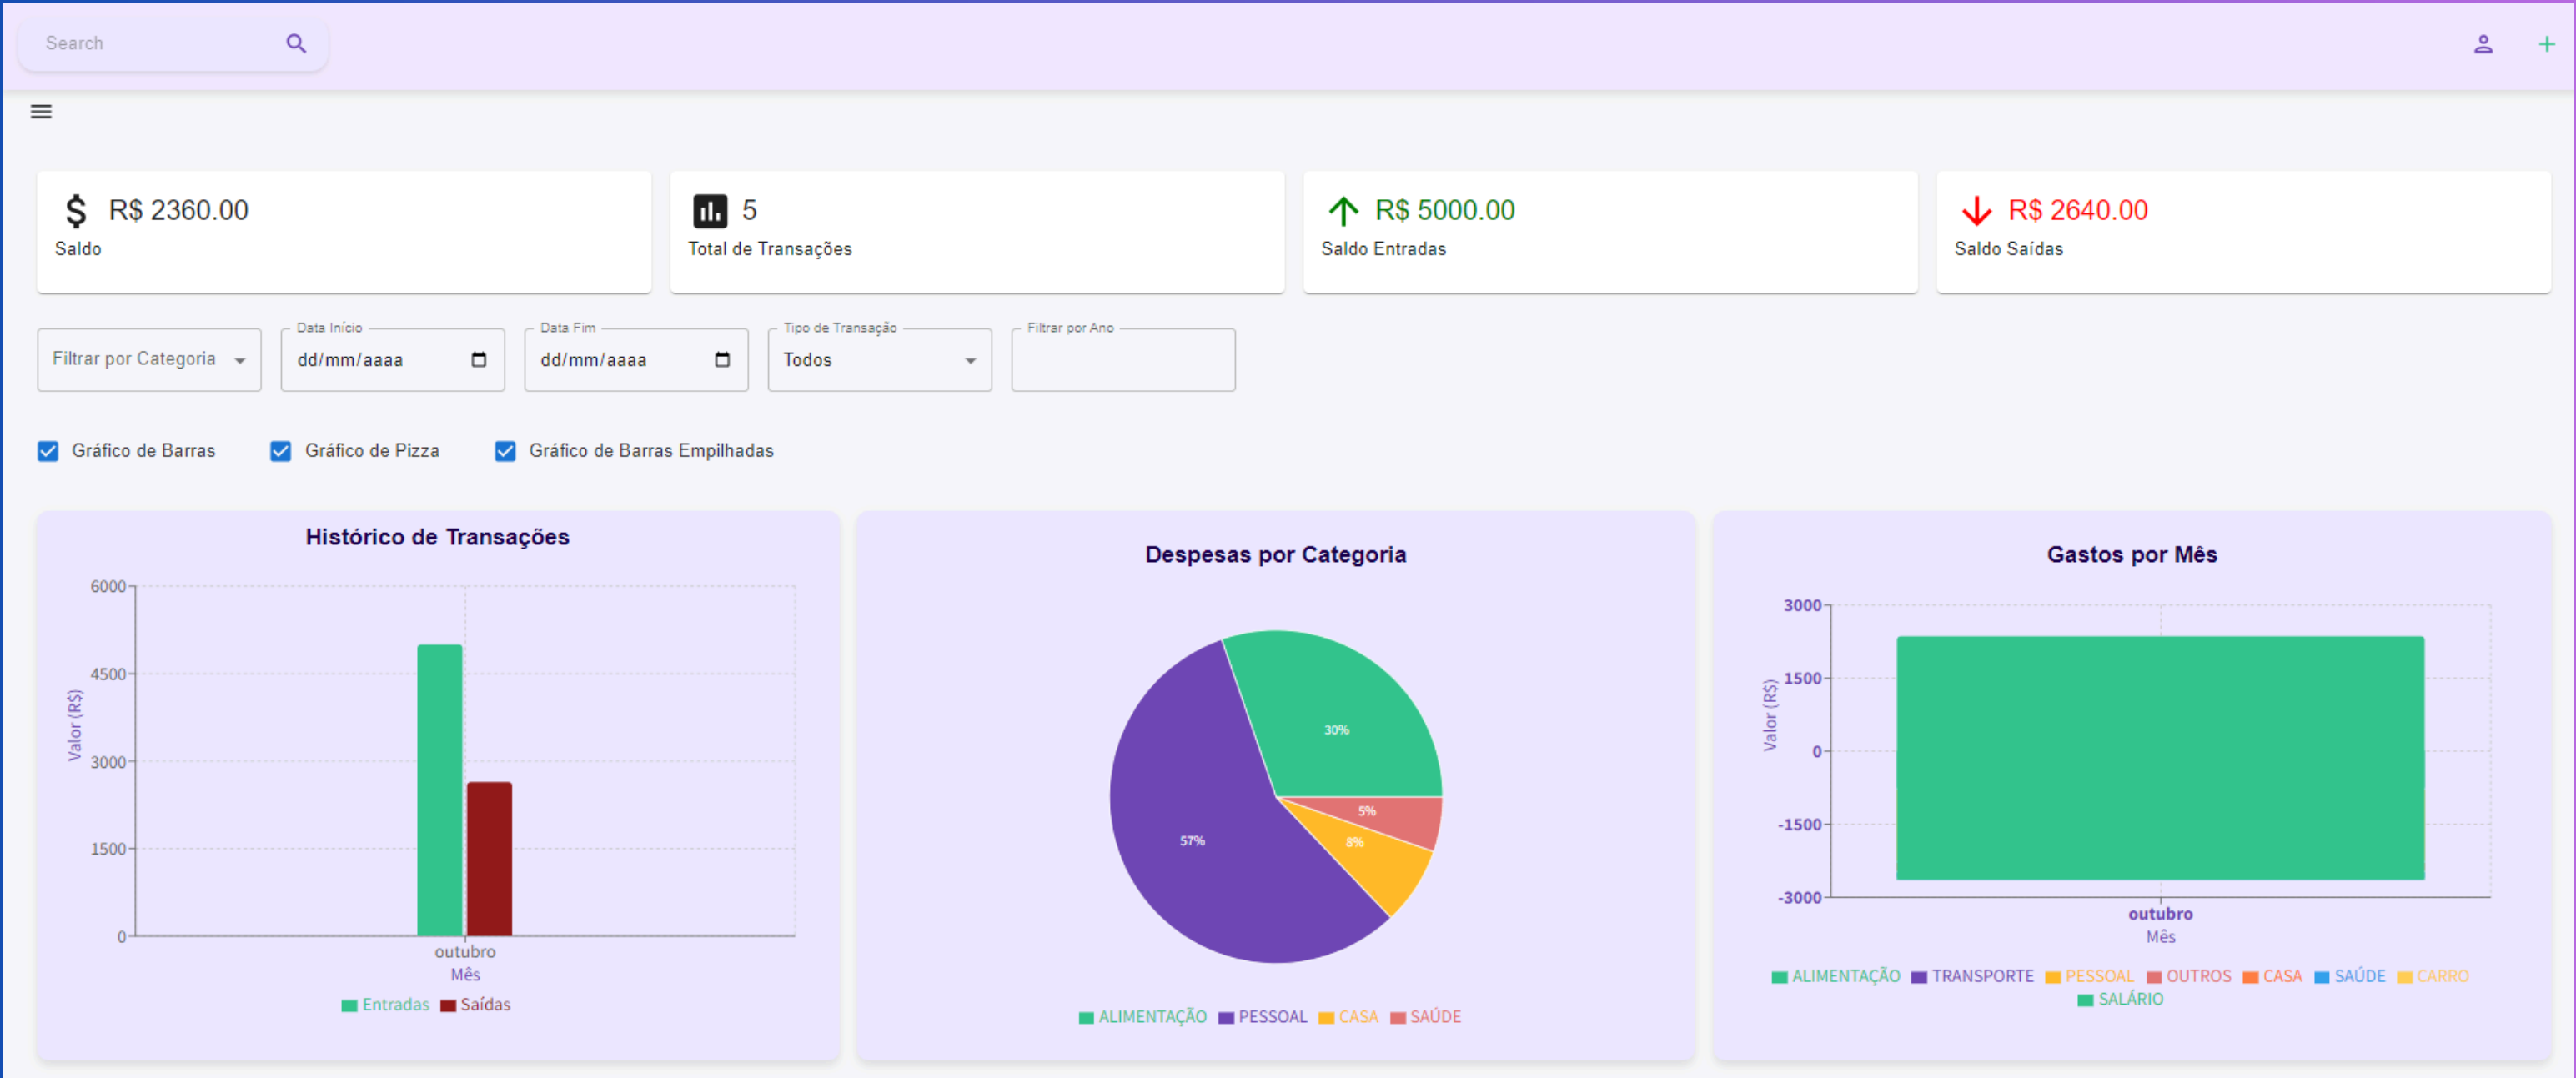 Search
R$ 2360.00
Saldo
5
Total de Transações
R$ 5000.00
Saldo Entradas
R$ 2640.00
Saldo Saídas
Filtrar por Categoria
Data Início
dd/mm/aaaa
Data Fim
dd/mm/aaaa
Tipo de Transação
Todos
Filtrar por Ano
Gráfico de Barras
Gráfico de Pizza
Gráfico de Barras Empilhadas
Histórico de Transações
6000
4500
3000
1500
0
Valor (R$)
outubro
Mês
Entradas Saídas
Despesas por Categoria
30%
5%
8%
57%
ALIMENTAÇÃO PESSOAL CASA SAÚDE
Gastos por Mês
3000
1500
0
-1500
-3000
Valor (R$)
outubro
Mês
ALIMENTAÇÃO TRANSPORTE PESSOAL OUTROS CASA SAÚDE CARRO
SALÁRIO